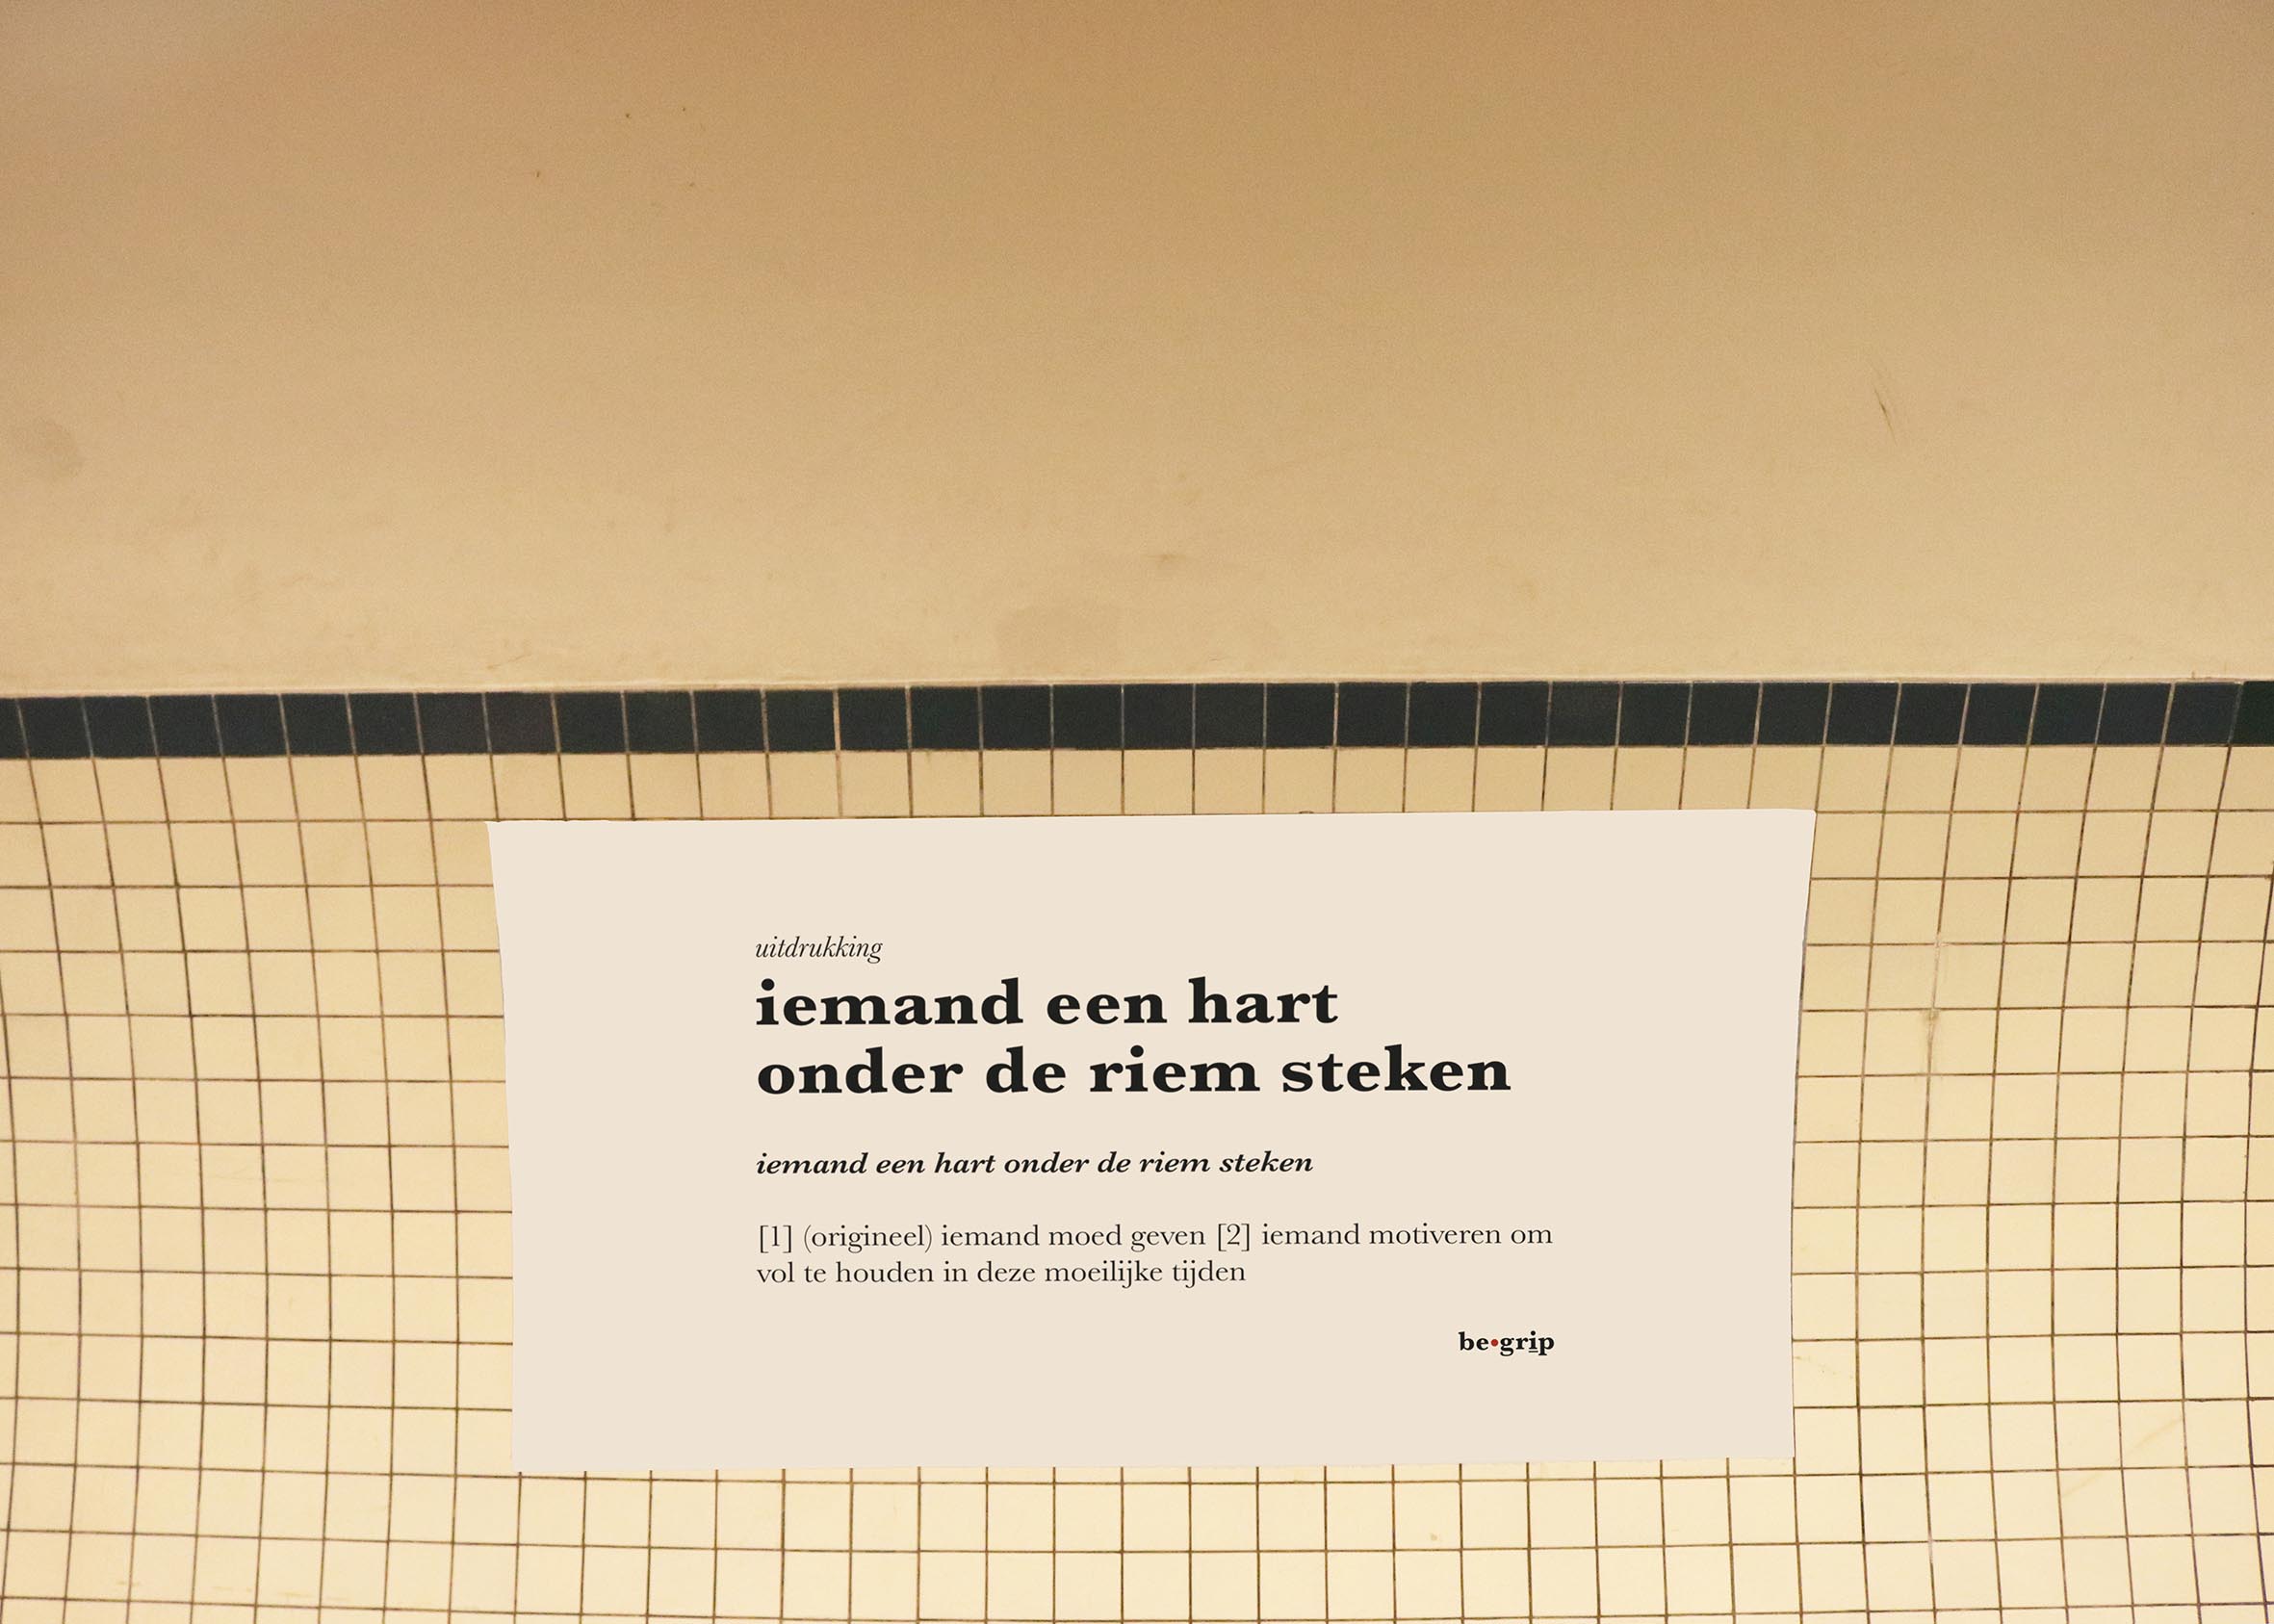 uitdrukking
iemand een hart
onder de riem steken
iemand een hart onder de riem steken
[1] (origineel) iemand moed geven [2] iemand motiveren om
vol te houden in deze moeilijke tijden
be•grip